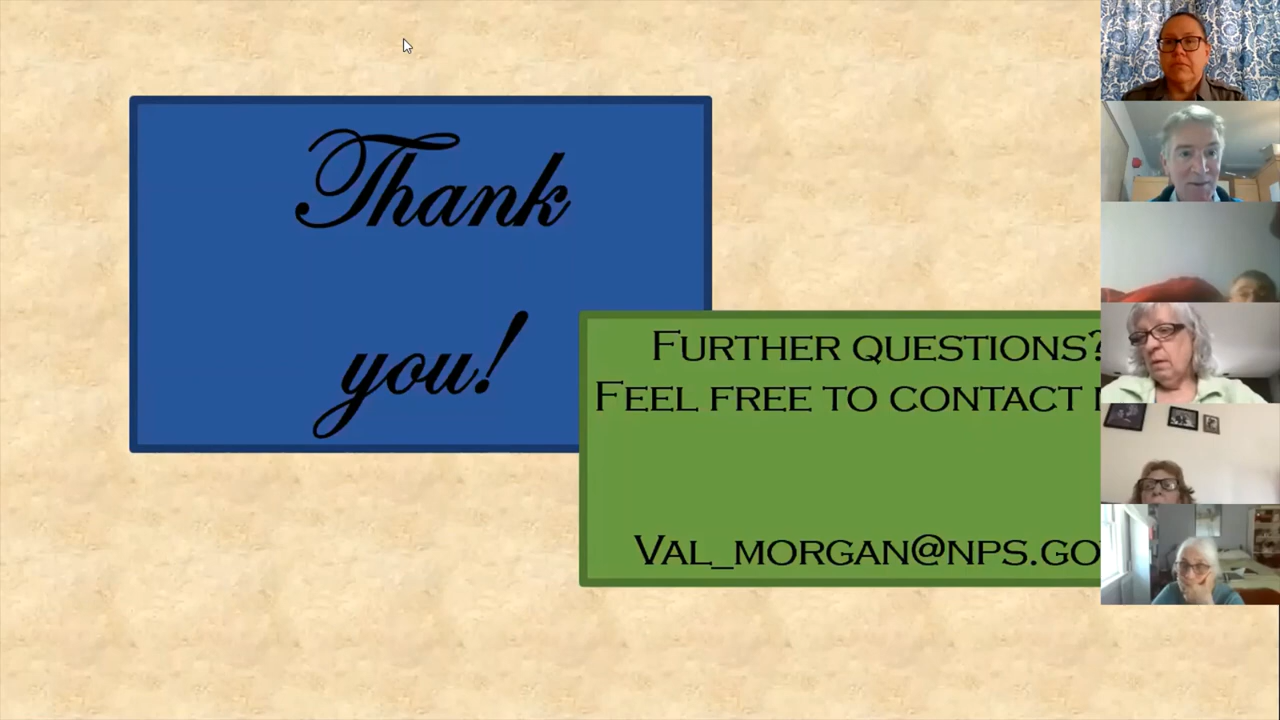 Thank
you!
FURTHER QUESTIONS?
FEEL FREE TO CONTACT
VAL_MORGAN@NPS.GO